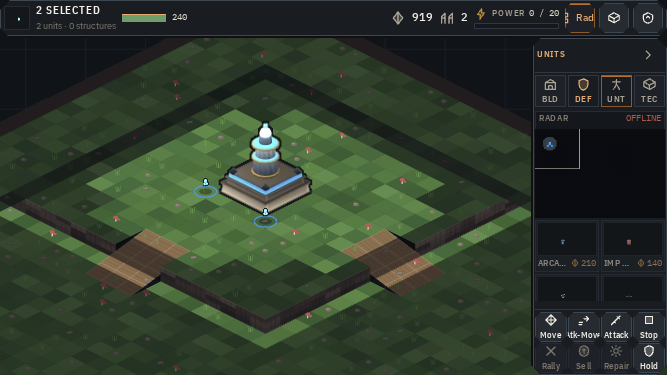 2 SELECTED
2 units · 0 structures
240
919
2
POWER 0 / 20
Rad
UNITS
BLD
DEF
UNT
TEC
RADAR
OFFLINE
ARCA... 210
IMP... 140
Move
Atk-Mov
Attack
Stop
Rally
Sell
Repair
Hold